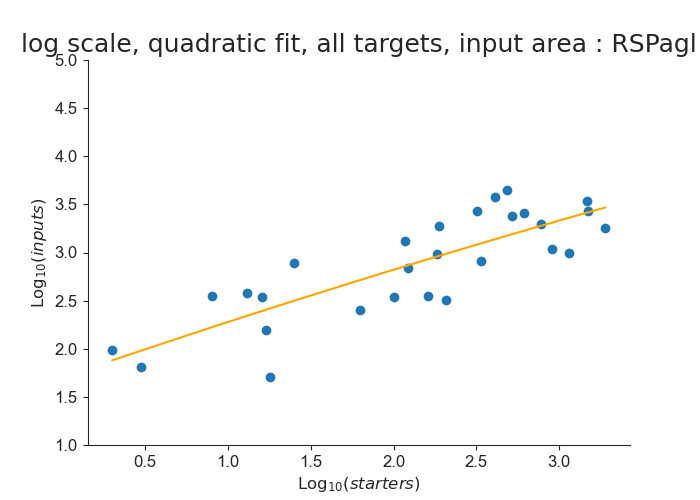 log scale, quadratic fit, all targets, input area : RSPagl
5.0
4.5
4.0
3.5
3.0
2.5
2.0
1.5
1.0
Log₁₀(inputs)
0.5 1.0 1.5 2.0 2.5 3.0
Log₁₀(starters)